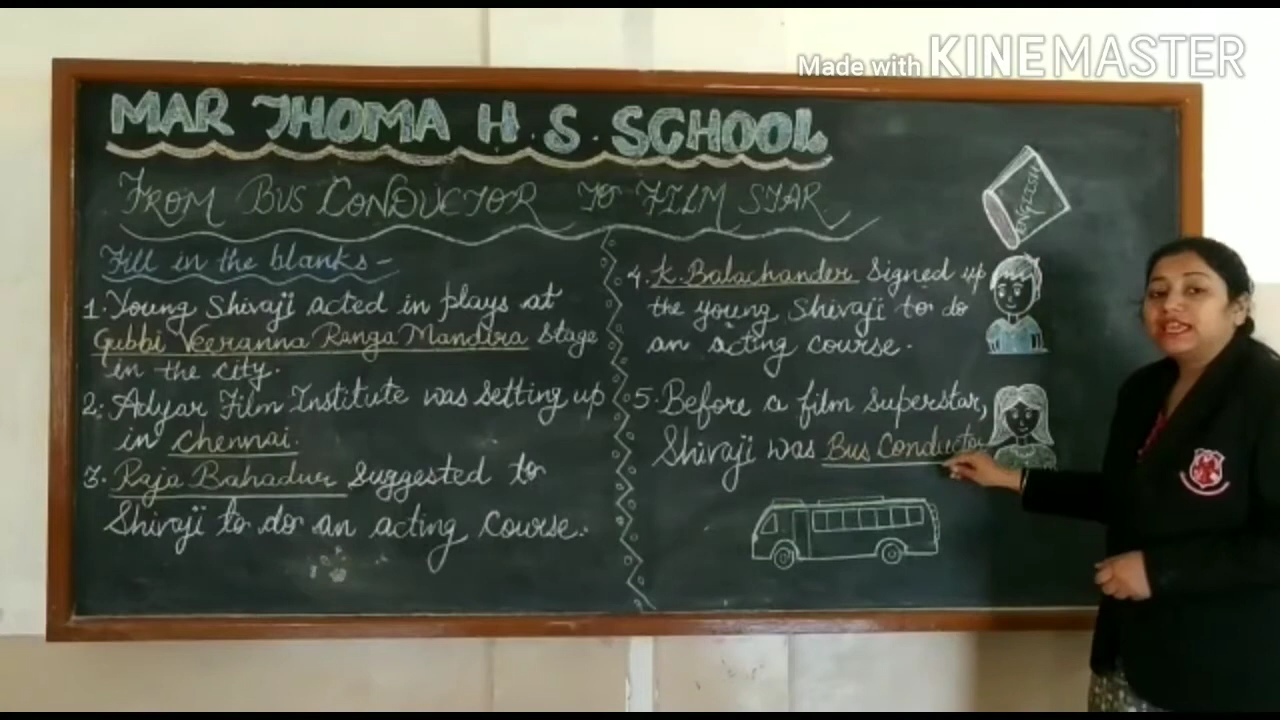 Made with KINEMASTER
MAR THOMA H.S. SCHOOL
FROM BUS CONDUCTOR TO FILM STAR
Fill in the blanks-
1. Young Shivaji acted in plays at
Gubbi Veeranna Ranga Mandira stage
in the city.
2. Adyar Film Institute was setting up
in Chennai.
3. Raja Bahadur suggested to
Shivaji to do an acting course.
4. K. Balachander signed up
the young Shivaji to do
an acting course.
5. Before a film superstar,
Shivaji was Bus Conductor
ENGLISH